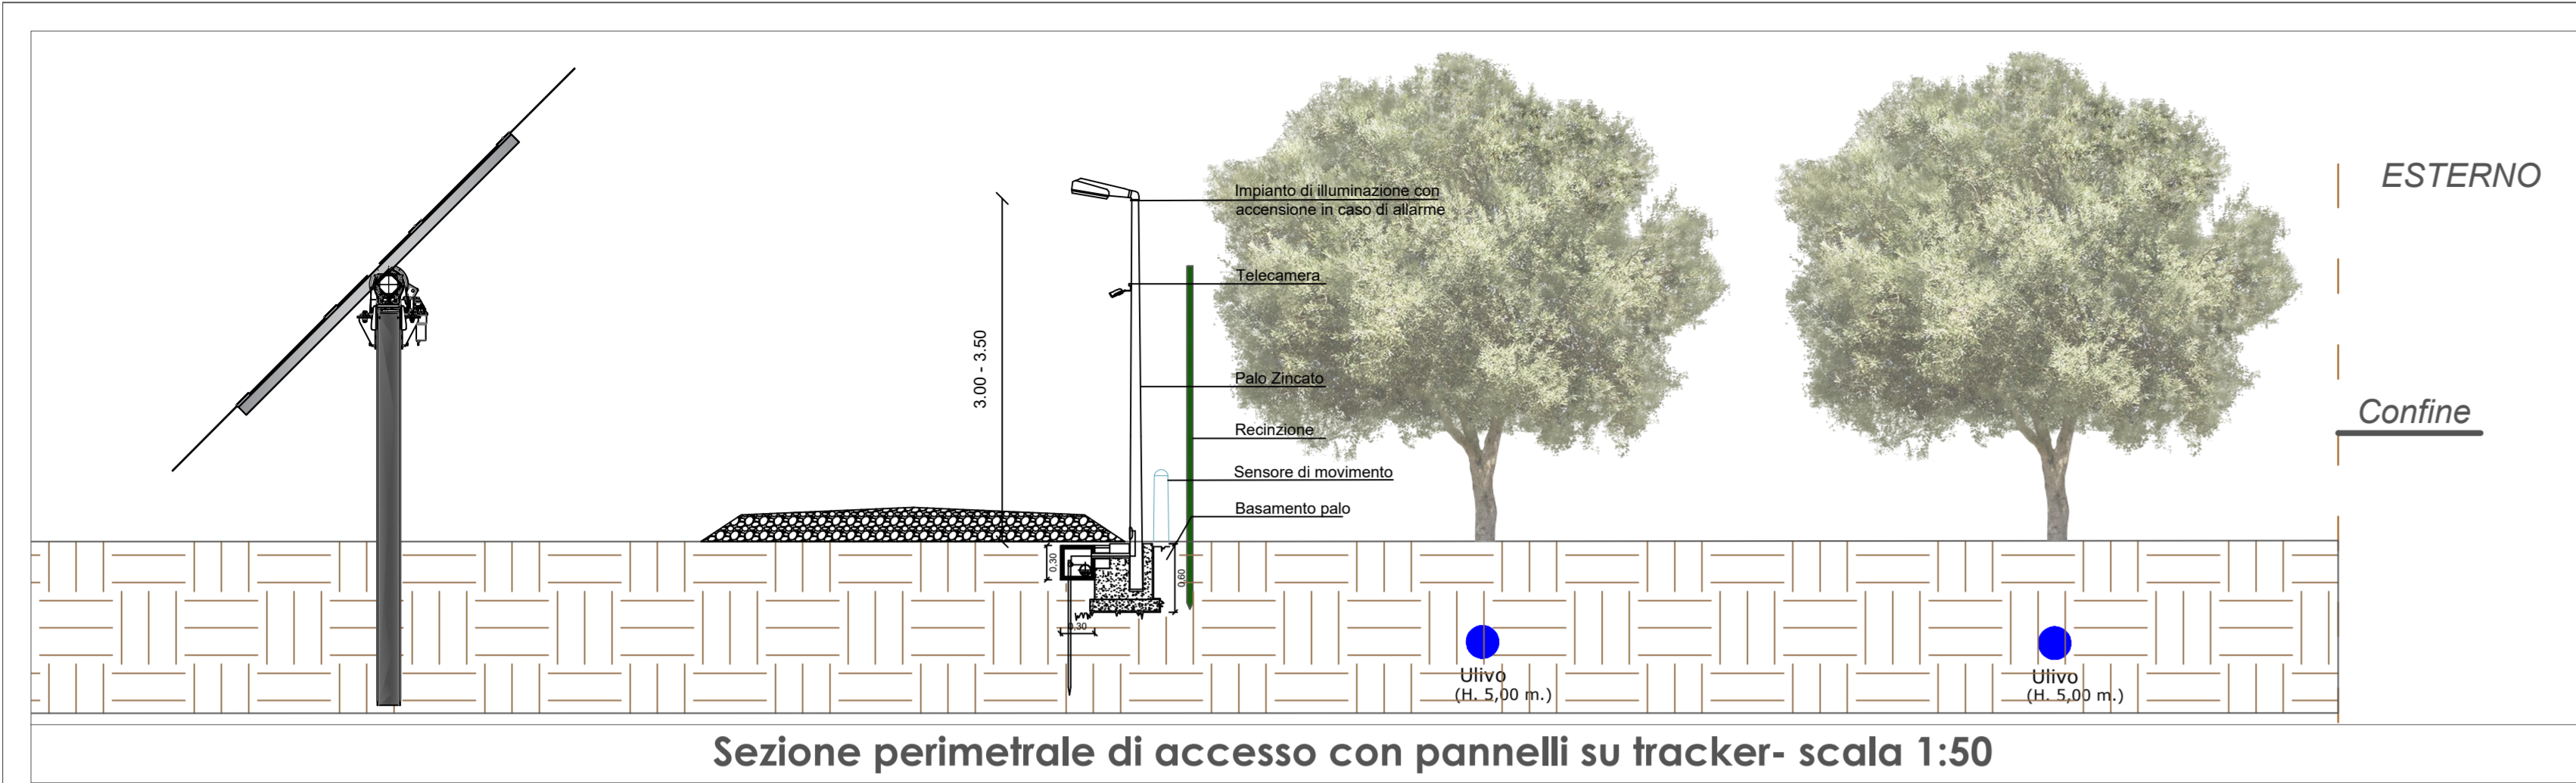 ESTERNO
Impianto di illuminazione con
accensione in caso di allarme
Telecamera
3.00 - 3.50
Palo Zincato
Confine
Recinzione
Sensore di movimento
Basamento palo
0,30
0,60
0,30
Ulivo
(H. 5,00 m.)
Ulivo
(H. 5,00 m.)
Sezione perimetrale di accesso con pannelli su tracker- scala 1:50